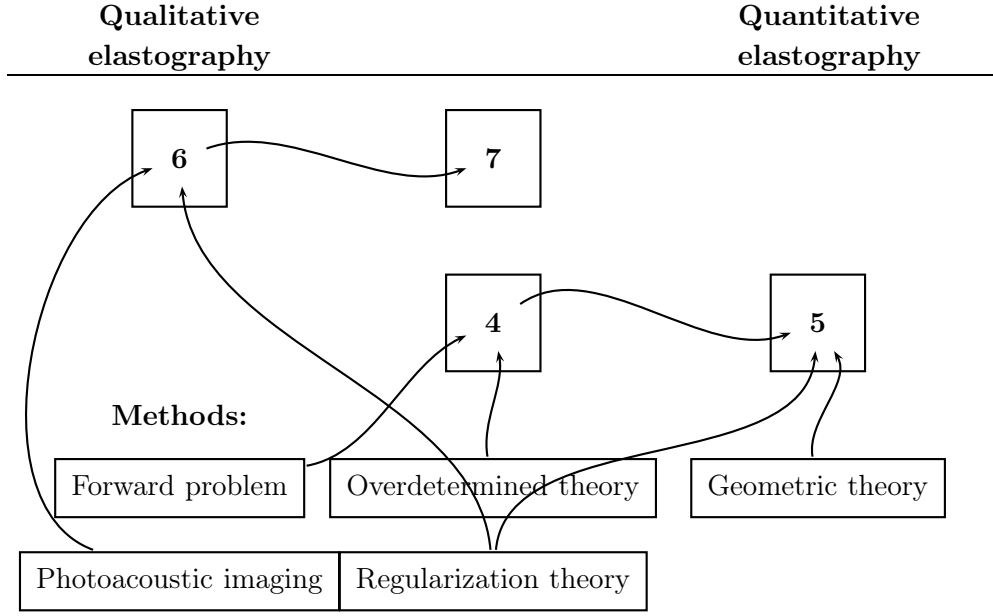 Qualitative
elastography
Quantitative
elastography
6
7
4
5
Methods:
Forward problem
Overdetermined theory
Geometric theory
Photoacoustic imaging
Regularization theory